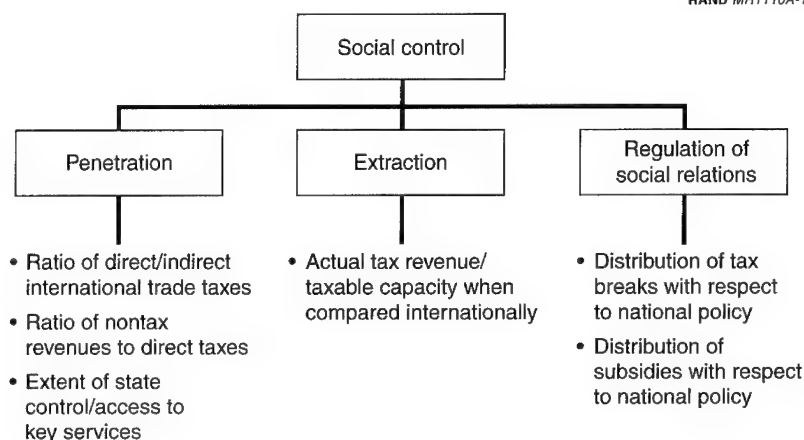 RAND
Social control
Penetration
Extraction
Regulation of
social relations
• Ratio of direct/indirect
international trade taxes
• Ratio of nontax
revenues to direct taxes
• Extent of state
control/access to
key services
• Actual tax revenue/
taxable capacity when
compared internationally
• Distribution of tax
breaks with respect
to national policy
• Distribution of
subsidies with respect
to national policy